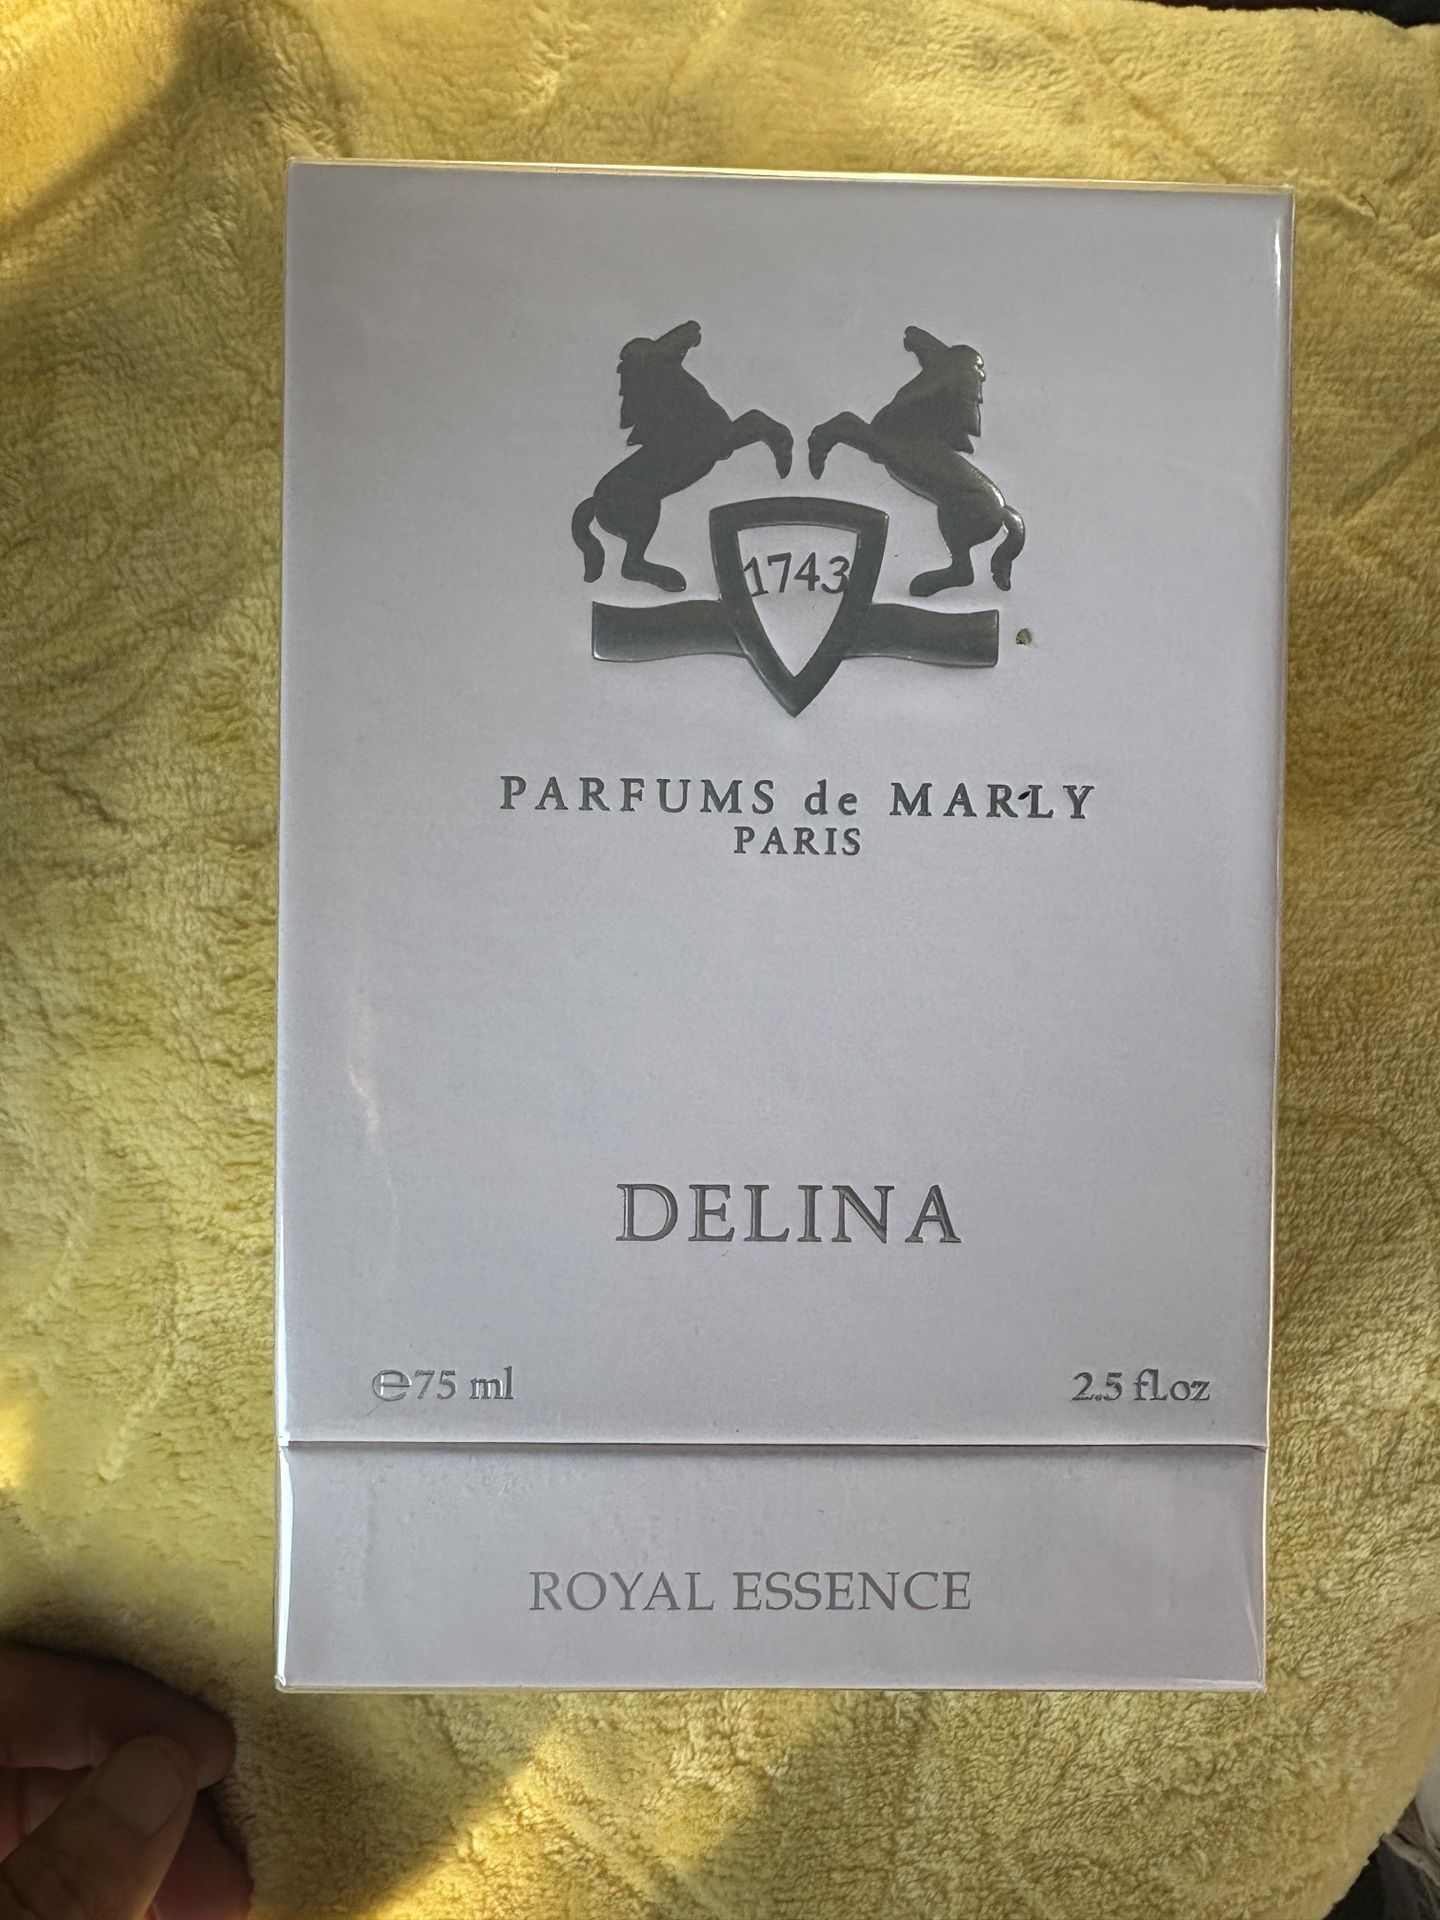 1743
PARFUMS de MARLY
PARIS
DELINA
℮75 ml
2.5 fl.oz
ROYAL ESSENCE